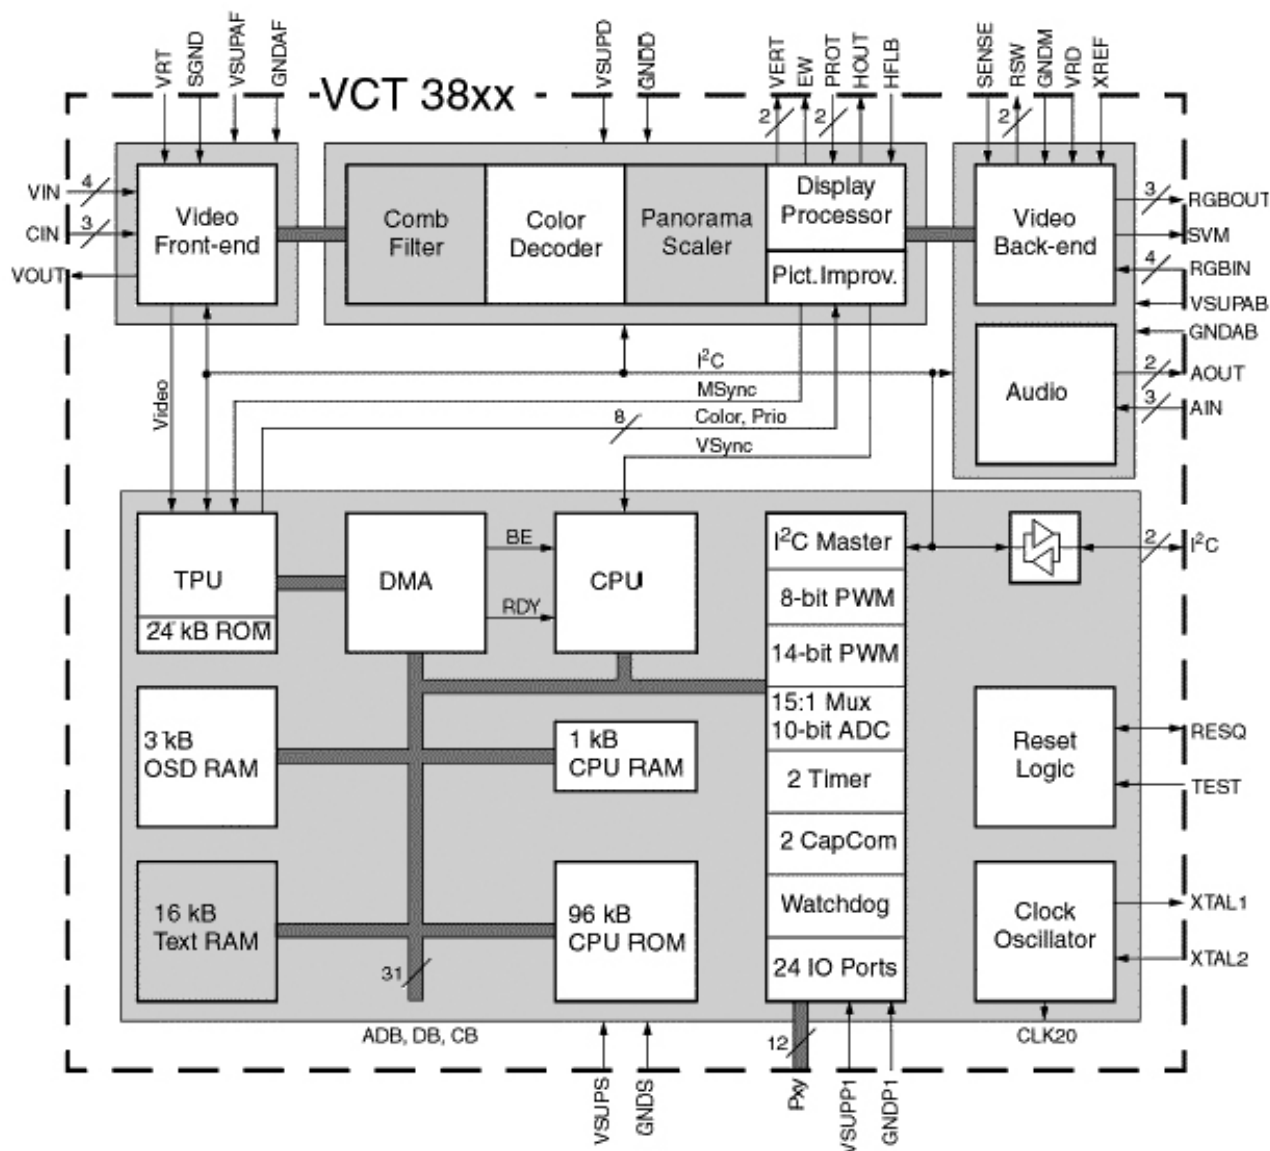 VRT
SGND
VSUPAF
GNDAF
VSUPD
GNDD
VERT
EW
PROT
HOUT
HFLB
SENSE
RSW
GNDM
VRD
XREF
VCT 38xx
2
2
2
VIN
4
CIN
3
VOUT
Video
Front-end
Comb
Filter
Color
Decoder
Panorama
Scaler
Display
Processor
Pict. Improv.
Video
Back-end
3
RGBOUT
SVM
4
RGBIN
VSUPAB
GNDAB
Audio
2
AOUT
3
AIN
Video
I²C
MSync
8
Color, Prio
VSync
TPU
24 kB ROM
DMA
BE
RDY
CPU
I²C Master
8-bit PWM
14-bit PWM
15:1 Mux
10-bit ADC
2 Timer
2 CapCom
Watchdog
24 IO Ports
2
I²C
3 kB
OSD RAM
1 kB
CPU RAM
Reset
Logic
RESQ
TEST
16 kB
Text RAM
96 kB
CPU ROM
Clock
Oscillator
XTAL1
XTAL2
31
ADB, DB, CB
12
CLK20
VSUPS
GNDS
Pxy
VSUPP1
GNDP1